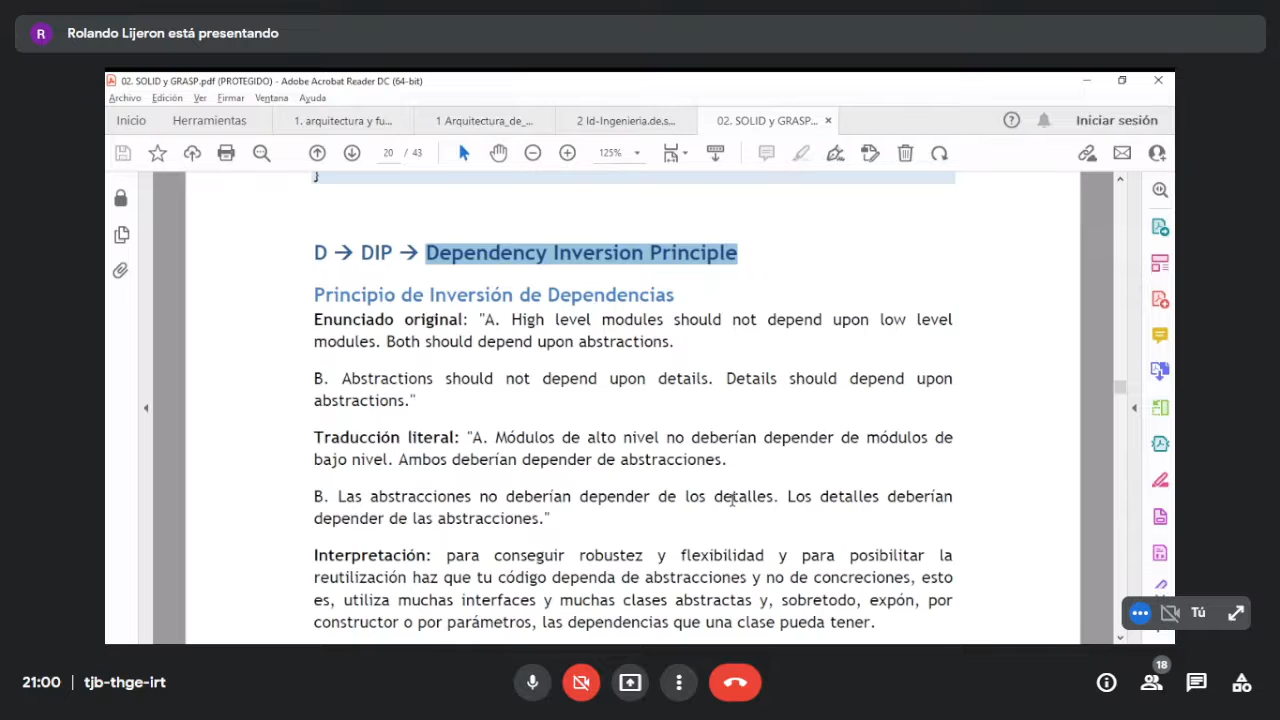 R Rolando Lijeron está presentando
02. SOLID y GRASP.pdf (PROTEGIDO) - Adobe Acrobat Reader DC (64-bit)
Archivo Edición Ver Firmar Ventana Ayuda
Inicio Herramientas 1. arquitectura y fu... 1 Arquitectura_de_... 2 Id-Ingenieria.de.s... 02. SOLID y GRASP... × Iniciar sesión
20 / 43 125%
}
D → DIP → Dependency Inversion Principle
Principio de Inversión de Dependencias
Enunciado original: "A. High level modules should not depend upon low level
modules. Both should depend upon abstractions.
B. Abstractions should not depend upon details. Details should depend upon
abstractions."
Traducción literal: "A. Módulos de alto nivel no deberían depender de módulos de
bajo nivel. Ambos deberían depender de abstracciones.
B. Las abstracciones no deberían depender de los detalles. Los detalles deberían
depender de las abstracciones."
Interpretación: para conseguir robustez y flexibilidad y para posibilitar la
reutilización haz que tu código dependa de abstracciones y no de concreciones, esto
es, utiliza muchas interfaces y muchas clases abstractas y, sobretodo, expón, por
constructor o por parámetros, las dependencias que una clase pueda tener.
Tú
21:00 | tjb-thge-irt
18